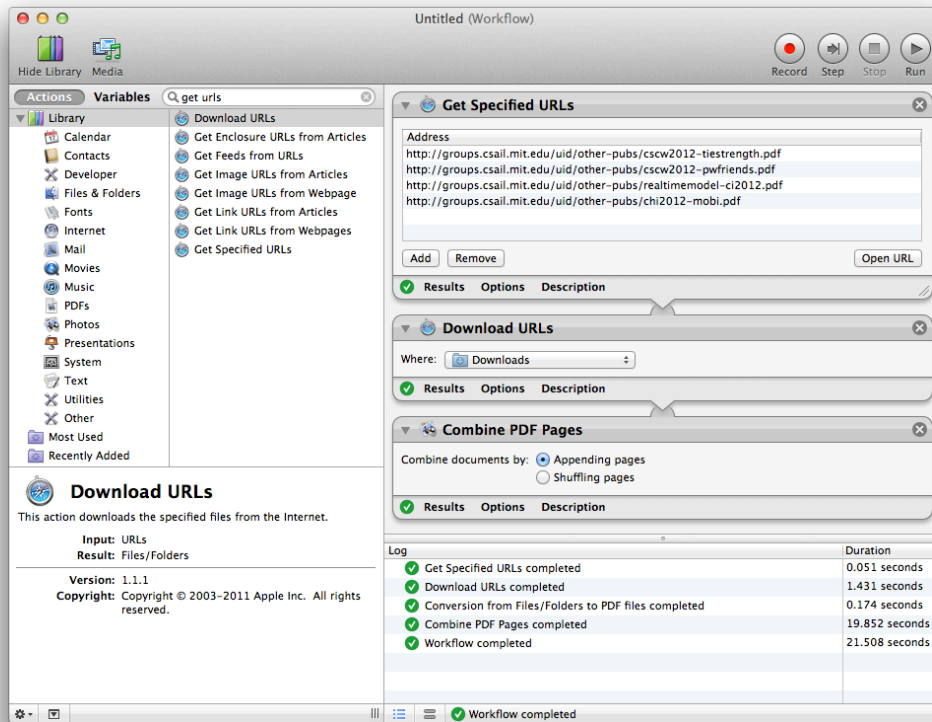 Untitled (Workflow)
Hide Library Media Record Step Stop Run
Actions Variables get urls
Library
Calendar
Contacts
Developer
Files & Folders
Fonts
Internet
Mail
Movies
Music
PDFs
Photos
Presentations
System
Text
Utilities
Other
Most Used
Recently Added
Download URLs
Get Enclosure URLs from Articles
Get Feeds from URLs
Get Image URLs from Articles
Get Image URLs from Webpage
Get Link URLs from Articles
Get Link URLs from Webpages
Get Specified URLs
Download URLs
This action downloads the specified files from the Internet.
Input: URLs
Result: Files/Folders
Version: 1.1.1
Copyright: Copyright © 2003-2011 Apple Inc. All rights
reserved.
Get Specified URLs
Address
http://groups.csail.mit.edu/uid/other-pubs/cscw2012-tiestrength.pdf
http://groups.csail.mit.edu/uid/other-pubs/cscw2012-pwfriends.pdf
http://groups.csail.mit.edu/uid/other-pubs/realtimemodel-ci2012.pdf
http://groups.csail.mit.edu/uid/other-pubs/chi2012-mobi.pdf
Add Remove Open URL
Results Options Description
Download URLs
Where: Downloads
Results Options Description
Combine PDF Pages
Combine documents by: Appending pages
Shuffling pages
Results Options Description
Log Duration
Get Specified URLs completed 0.051 seconds
Download URLs completed 1.431 seconds
Conversion from Files/Folders to PDF files completed 0.174 seconds
Combine PDF Pages completed 19.852 seconds
Workflow completed 21.508 seconds
Workflow completed